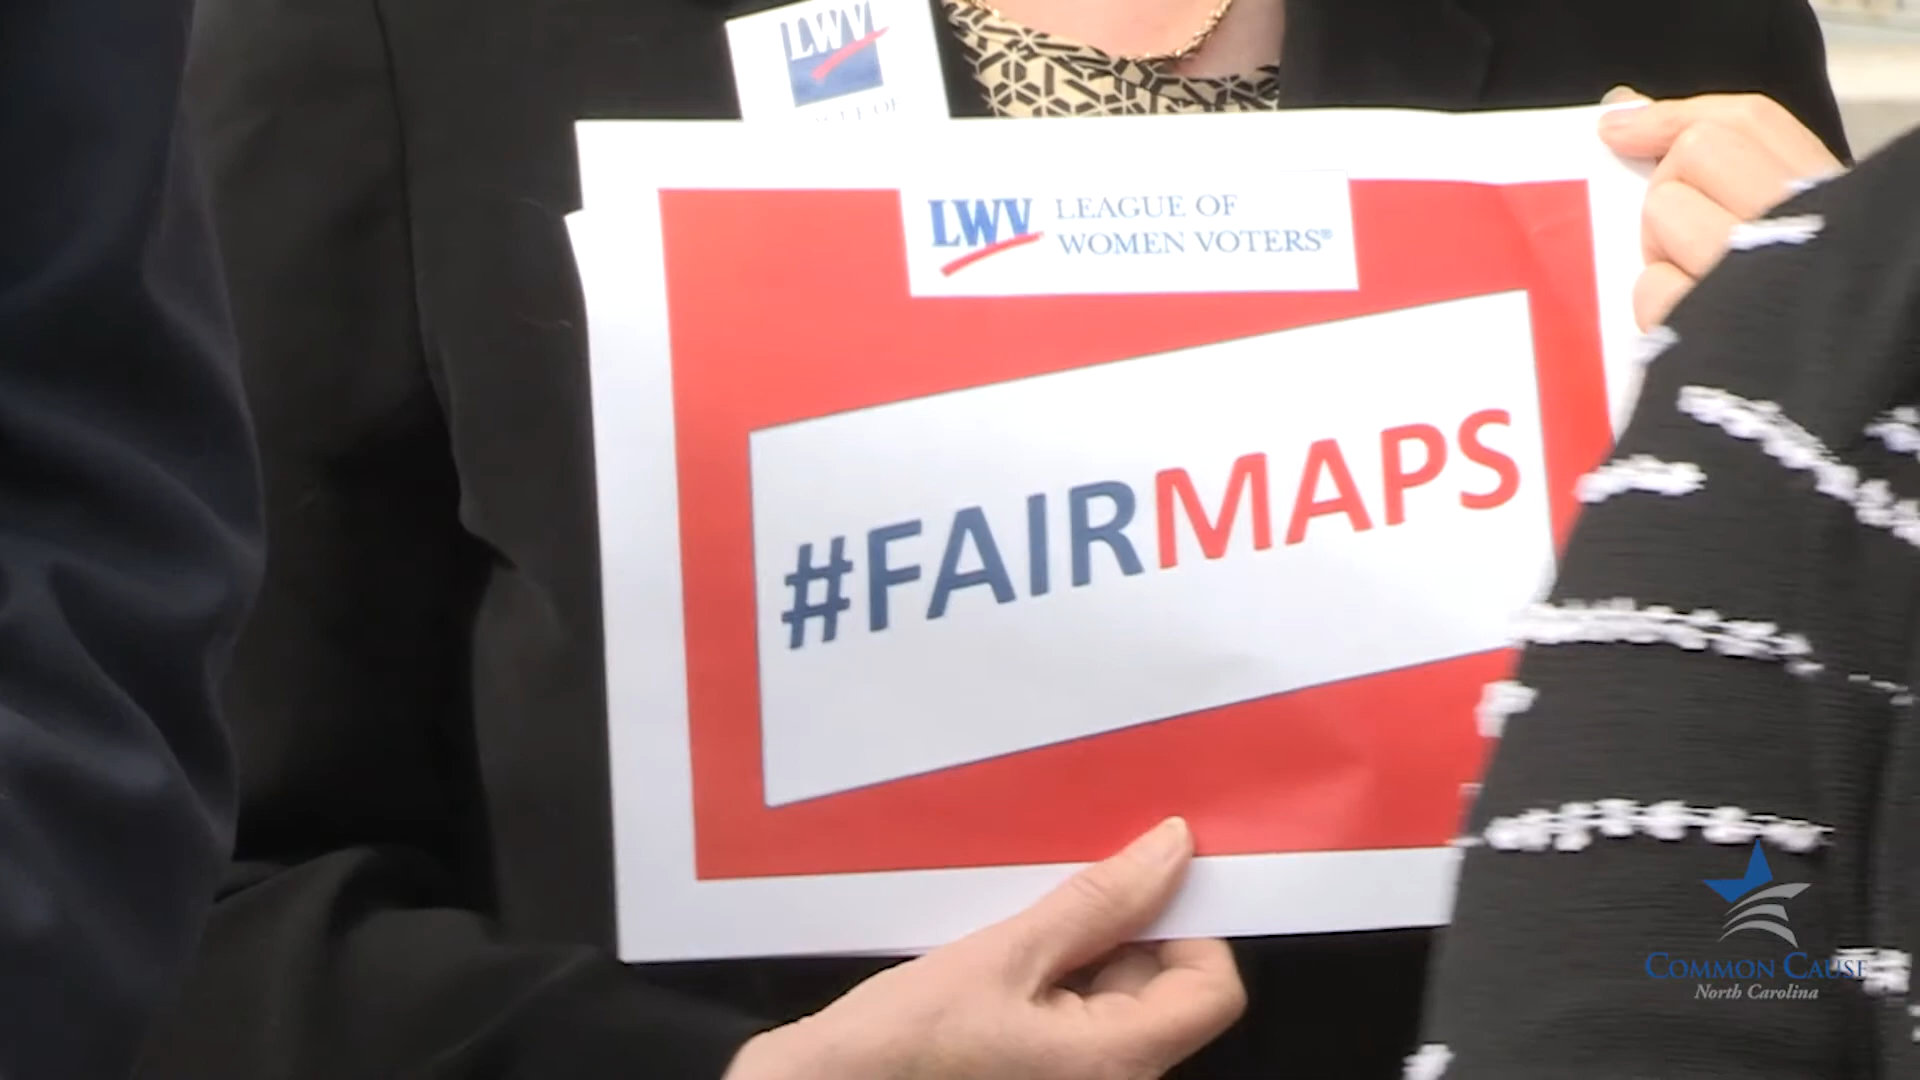 LWV
LWV
LEAGUE OF
WOMEN VOTERS®
#FAIRMAPS
COMMON CAUSE
North Carolina